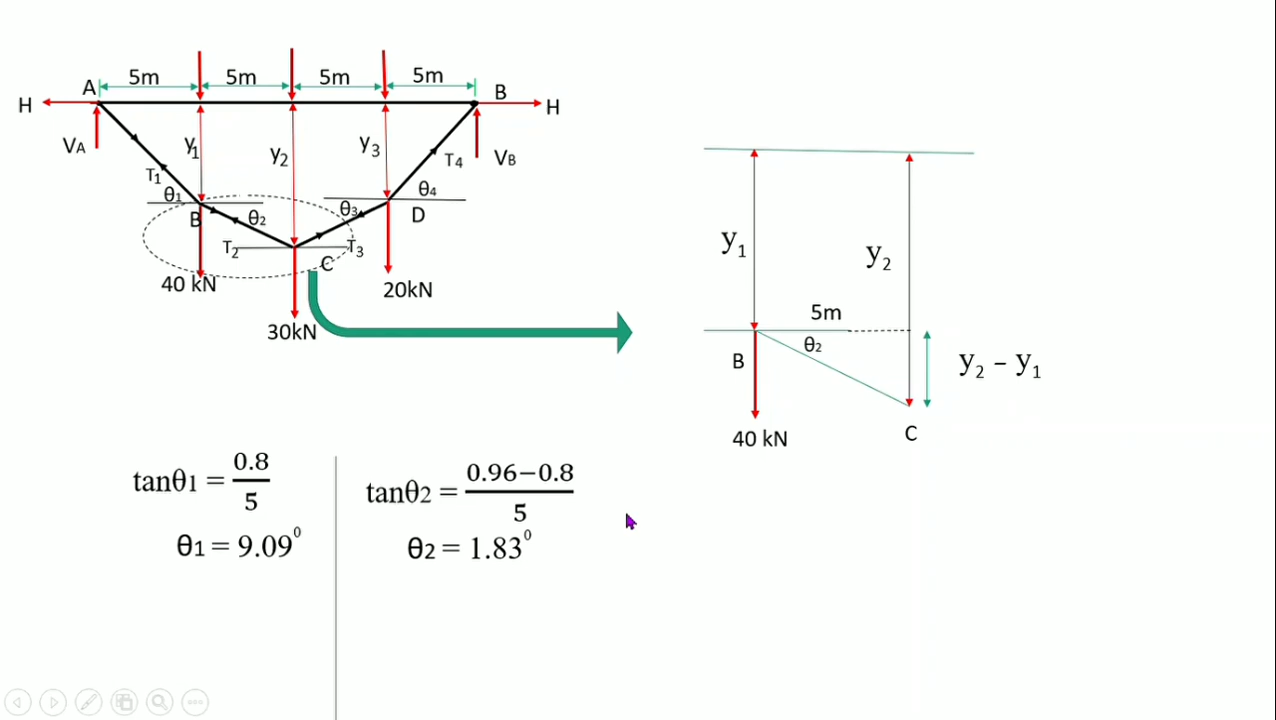 5m 5m 5m 5m
A B
H H
VA y1 y2 y3 VB
T1 T4
θ1 θ2 θ3 θ4
B D
T2 T3
C
40 kN 20kN
30kN
y1 y2
5m
θ2
B
y2 − y1
40 kN C
tanθ1 = 0.8/5
θ1 = 9.09⁰
tanθ2 = 0.96−0.8/5
θ2 = 1.83⁰